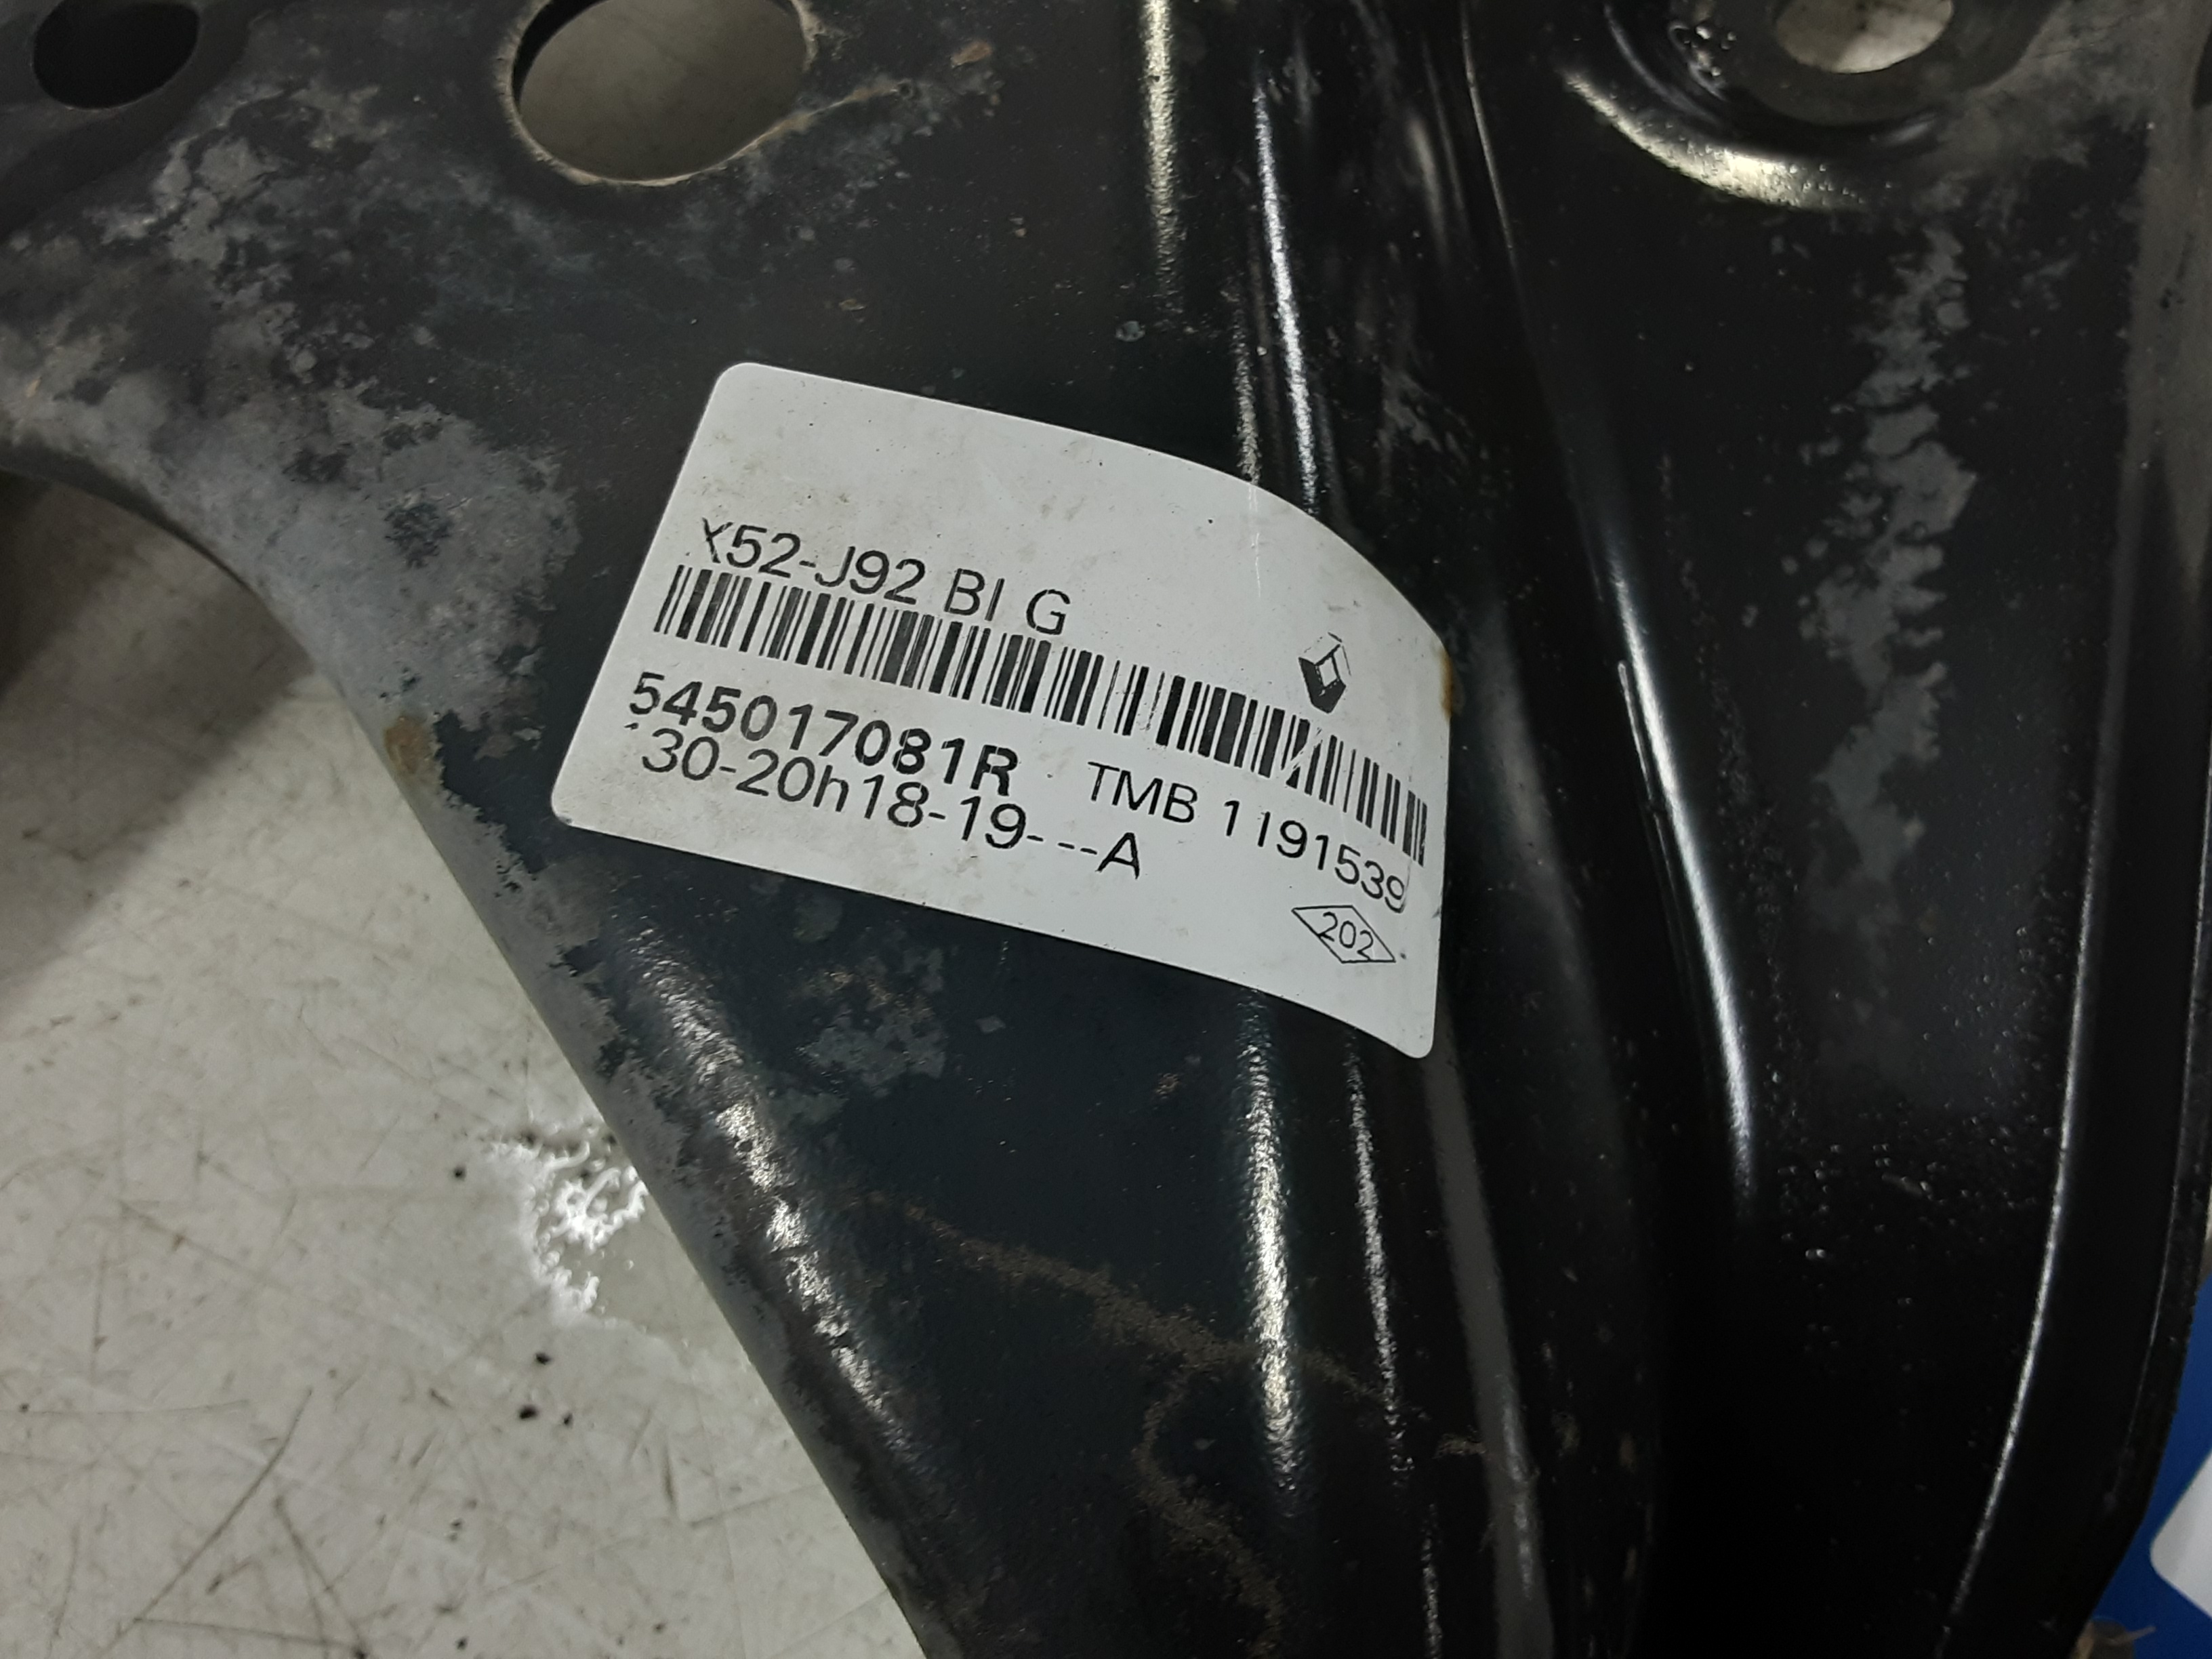 X52-J92 BI G
545017081R TMB 1191539
30-20h18-19---A
202